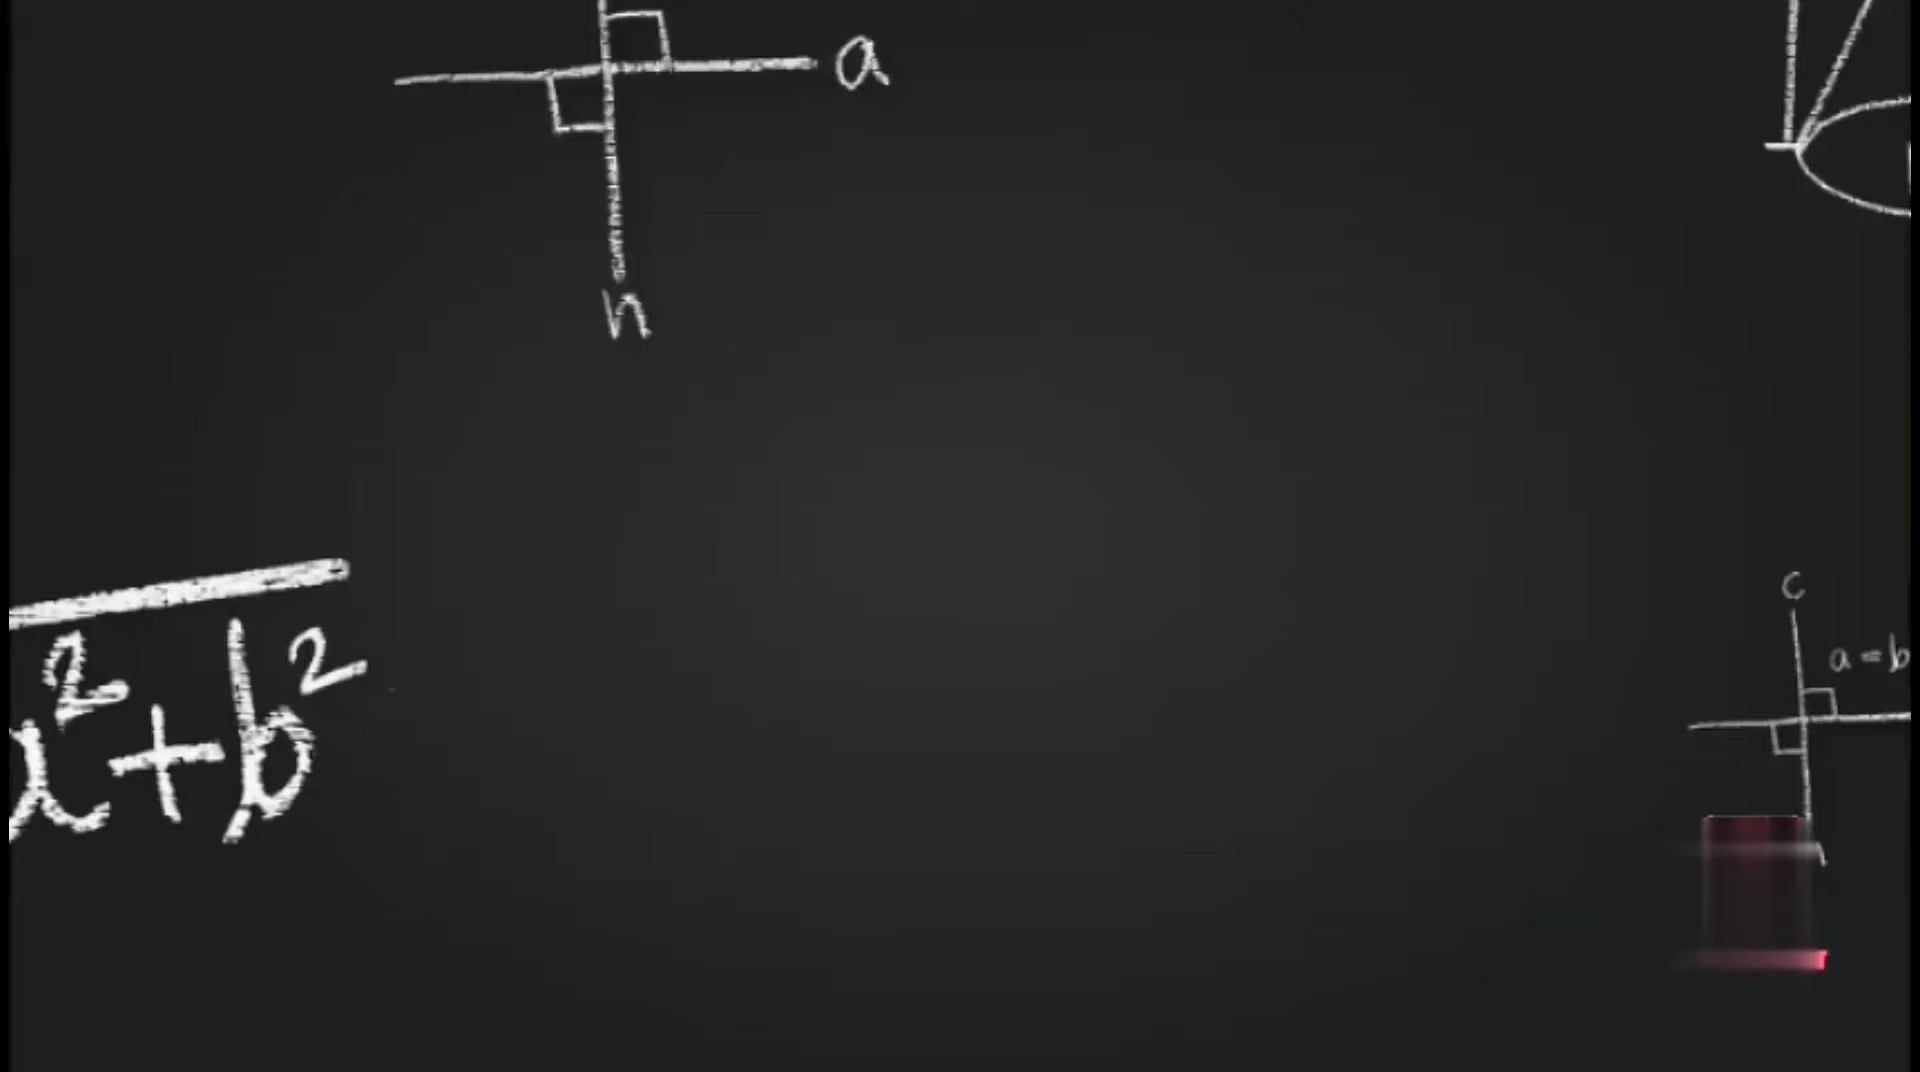 a
n
c
a = b
a²+b²